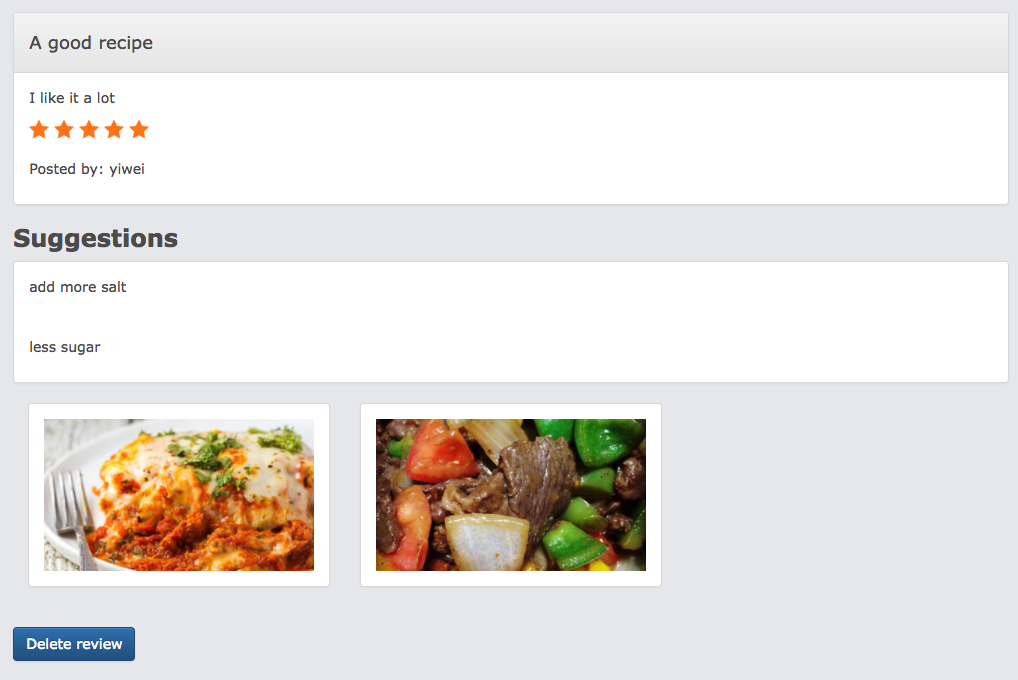 A good recipe
I like it a lot
Posted by: yiwei
Suggestions
add more salt
less sugar
Delete review